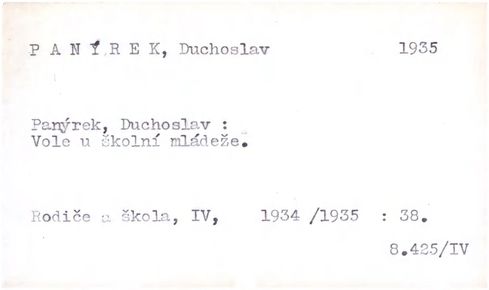 P A N Ý R E K, Duchoslav 1935
Panýrek, Duchoslav :
Vole u školní mládeže.
Rodiče a škola, IV, 1934 /1935 : 38.
8.425/IV